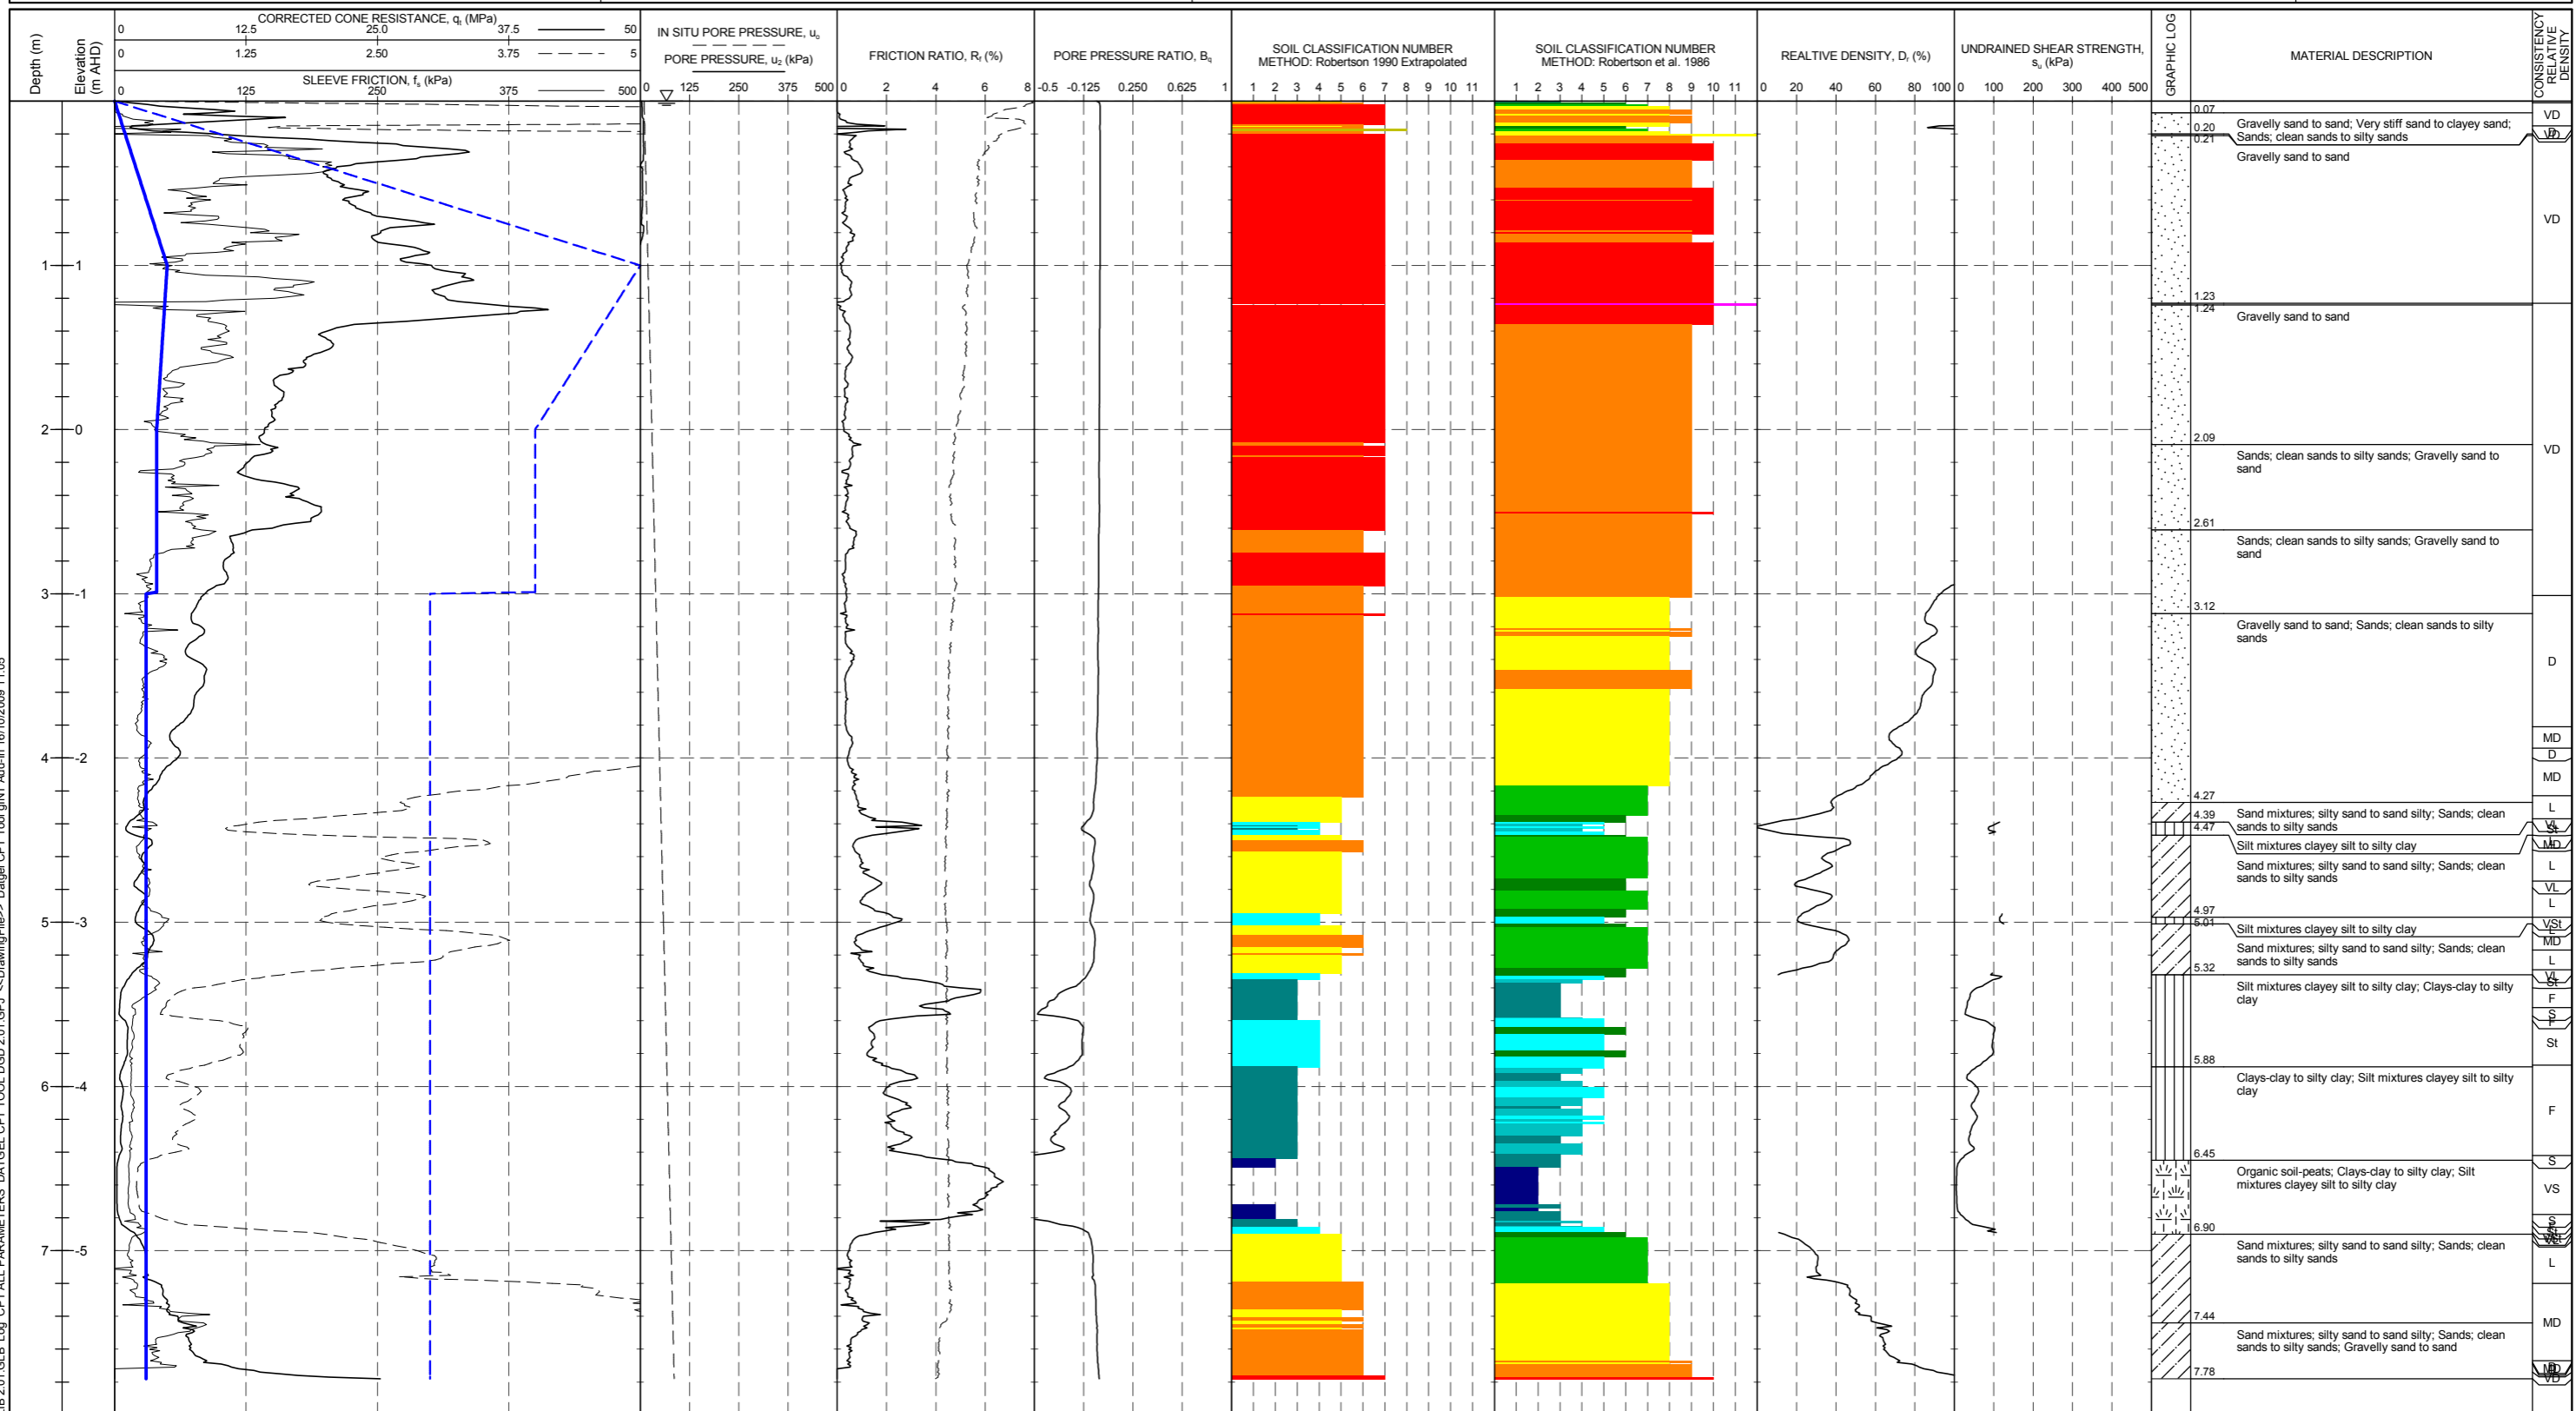 CORRECTED CONE RESISTANCE, qt (MPa)
0 12.5 25.0 37.5 50
0 1.25 2.50 3.75 5
SLEEVE FRICTION, fs (kPa)
0 125 250 375 500
Depth (m)
Elevation (m AHD)
IN SITU PORE PRESSURE, uo
PORE PRESSURE, u2 (kPa)
0 125 250 375 500
FRICTION RATIO, Rf (%)
0 2 4 6 8
PORE PRESSURE RATIO, Bq
-0.5 -0.125 0.250 0.625 1
SOIL CLASSIFICATION NUMBER
METHOD: Robertson 1990 Extrapolated
1 2 3 4 5 6 7 8 9 10 11
SOIL CLASSIFICATION NUMBER
METHOD: Robertson et al. 1986
1 2 3 4 5 6 7 8 9 10 11
REALTIVE DENSITY, Dr (%)
0 20 40 60 80 100
UNDRAINED SHEAR STRENGTH,
su (kPa)
0 100 200 300 400 500
GRAPHIC LOG
MATERIAL DESCRIPTION
CONSISTENCY
RELATIVE
DENSITY
0.07
VD
Gravelly sand to sand; Very stiff sand to clayey sand;
0.20
Sands; clean sands to silty sands
0.21
Gravelly sand to sand
VD
1 1
1.23
1.24
Gravelly sand to sand
2 0
2.09
Sands; clean sands to silty sands; Gravelly sand to
sand
VD
2.61
Sands; clean sands to silty sands; Gravelly sand to
sand
3 -1
3.12
Gravelly sand to sand; Sands; clean sands to silty
sands
D
MD
4 -2
D
MD
4.27
L
Sand mixtures; silty sand to sand silty; Sands; clean
4.39
sands to silty sands
4.47
Silt mixtures clayey silt to silty clay
MD
Sand mixtures; silty sand to sand silty; Sands; clean
sands to silty sands
L
VL
L
4.97
5 -3
5.01
VSt
Silt mixtures clayey silt to silty clay
MD
Sand mixtures; silty sand to sand silty; Sands; clean
sands to silty sands
L
5.32
VL
St
Silt mixtures clayey silt to silty clay; Clays-clay to silty
clay
F
S
F
St
5.88
Clays-clay to silty clay; Silt mixtures clayey silt to silty
clay
6 -4
F
6.45
S
Organic soil-peats; Clays-clay to silty clay; Silt
mixtures clayey silt to silty clay
VS
S
6.90
7 -5
Sand mixtures; silty sand to sand silty; Sands; clean
sands to silty sands
L
7.44
MD
Sand mixtures; silty sand to sand silty; Sands; clean
sands to silty sands; Gravelly sand to sand
7.78
MD
VD